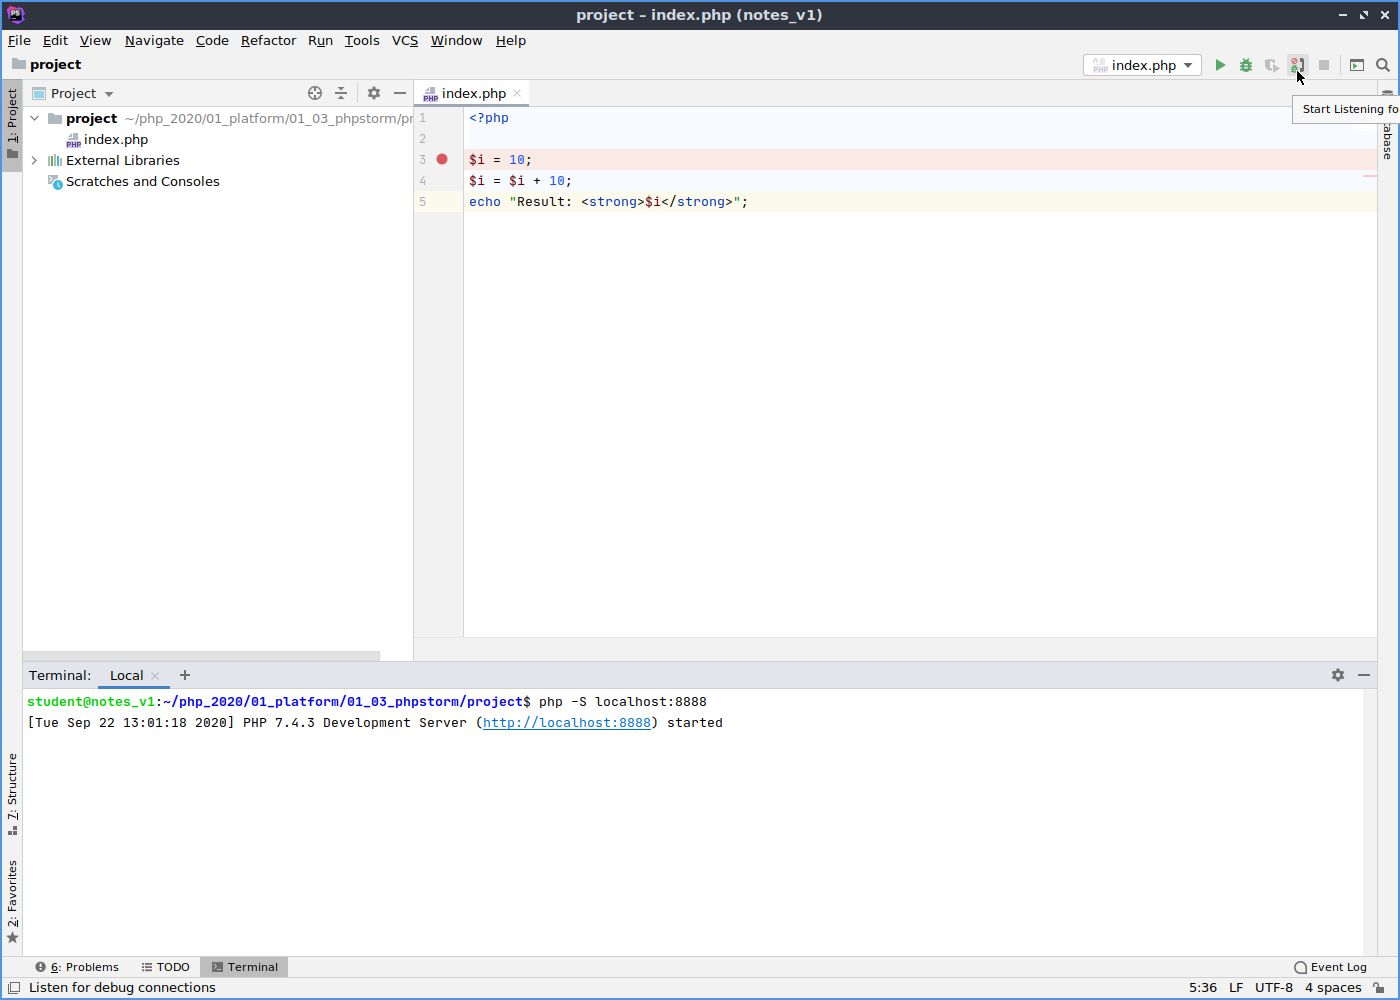 project – index.php (notes_v1)
File Edit View Navigate Code Refactor Run Tools VCS Window Help
project
index.php
Project
index.php
Start Listening fo
1: Project
project ~/php_2020/01_platform/01_03_phpstorm/pr
index.php
External Libraries
Scratches and Consoles
1 <?php
2
3 $i = 10;
4 $i = $i + 10;
5 echo "Result: <strong>$i</strong>";
abase
Terminal: Local
student@notes_v1:~/php_2020/01_platform/01_03_phpstorm/project$ php -S localhost:8888
[Tue Sep 22 13:01:18 2020] PHP 7.4.3 Development Server (http://localhost:8888) started
7: Structure
2: Favorites
6: Problems TODO Terminal Event Log
Listen for debug connections 5:36 LF UTF-8 4 spaces